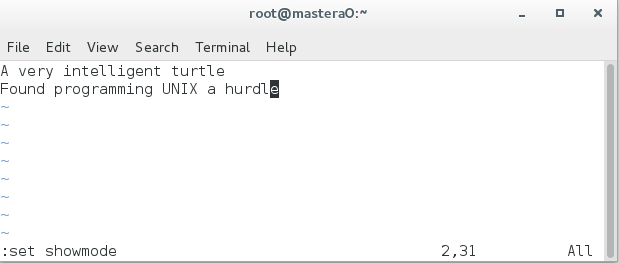 root@masteraO:~
File Edit View Search Terminal Help
A very intelligent turtle
Found programming UNIX a hurdle
~
~
~
~
~
~
~
~
:set showmode 2,31 All